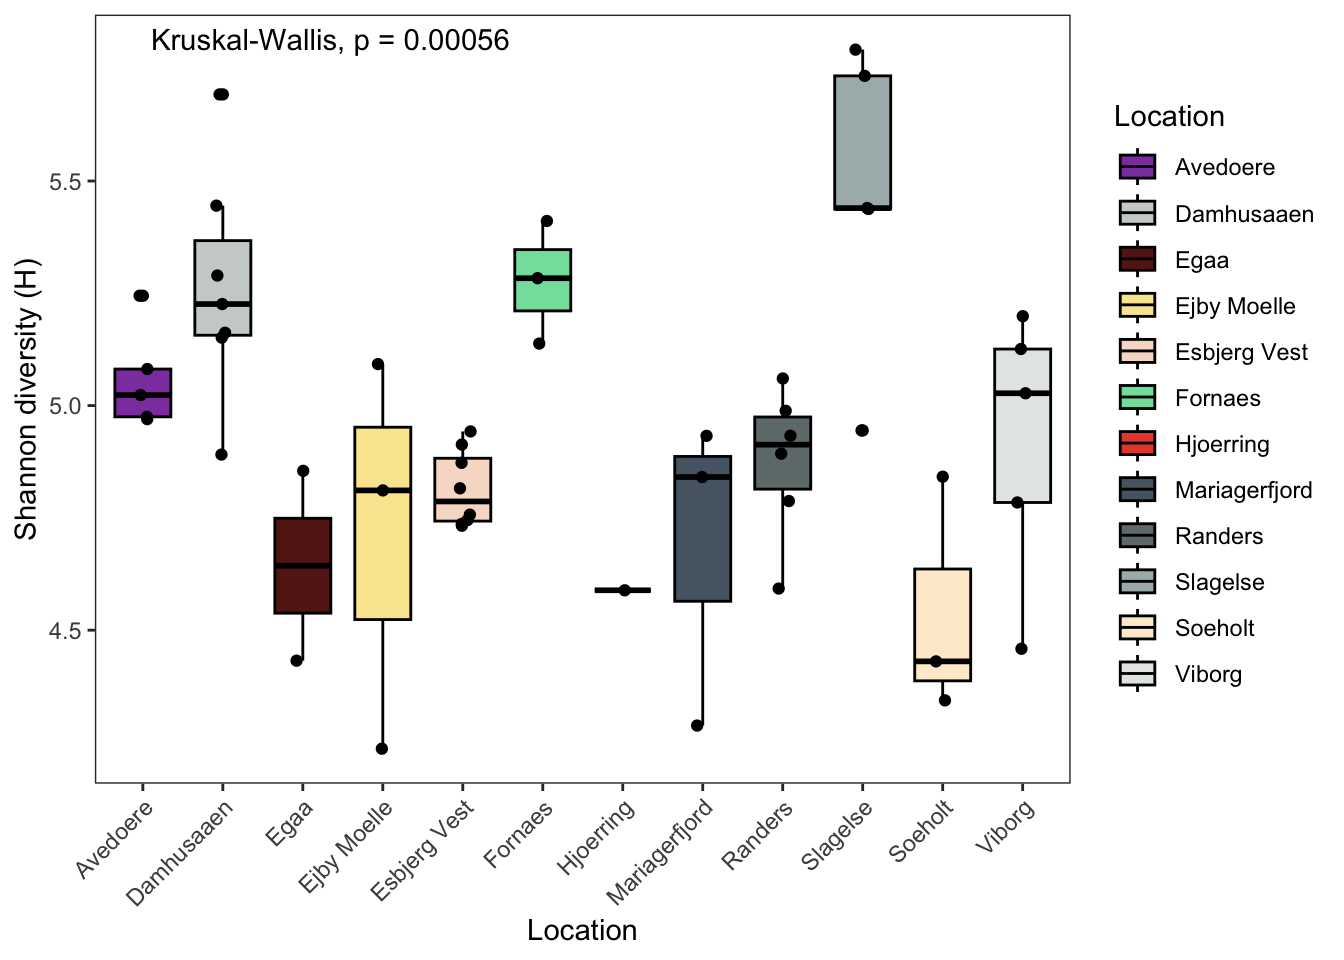 Kruskal-Wallis, p = 0.00056
Shannon diversity (H)
5.5
5.0
4.5
Avedoere
Damhusaaen
Egaa
Ejby Moelle
Esbjerg Vest
Fornaes
Hjoerring
Mariagerfjord
Randers
Slagelse
Soeholt
Viborg
Location
Location
Avedoere
Damhusaaen
Egaa
Ejby Moelle
Esbjerg Vest
Fornaes
Hjoerring
Mariagerfjord
Randers
Slagelse
Soeholt
Viborg